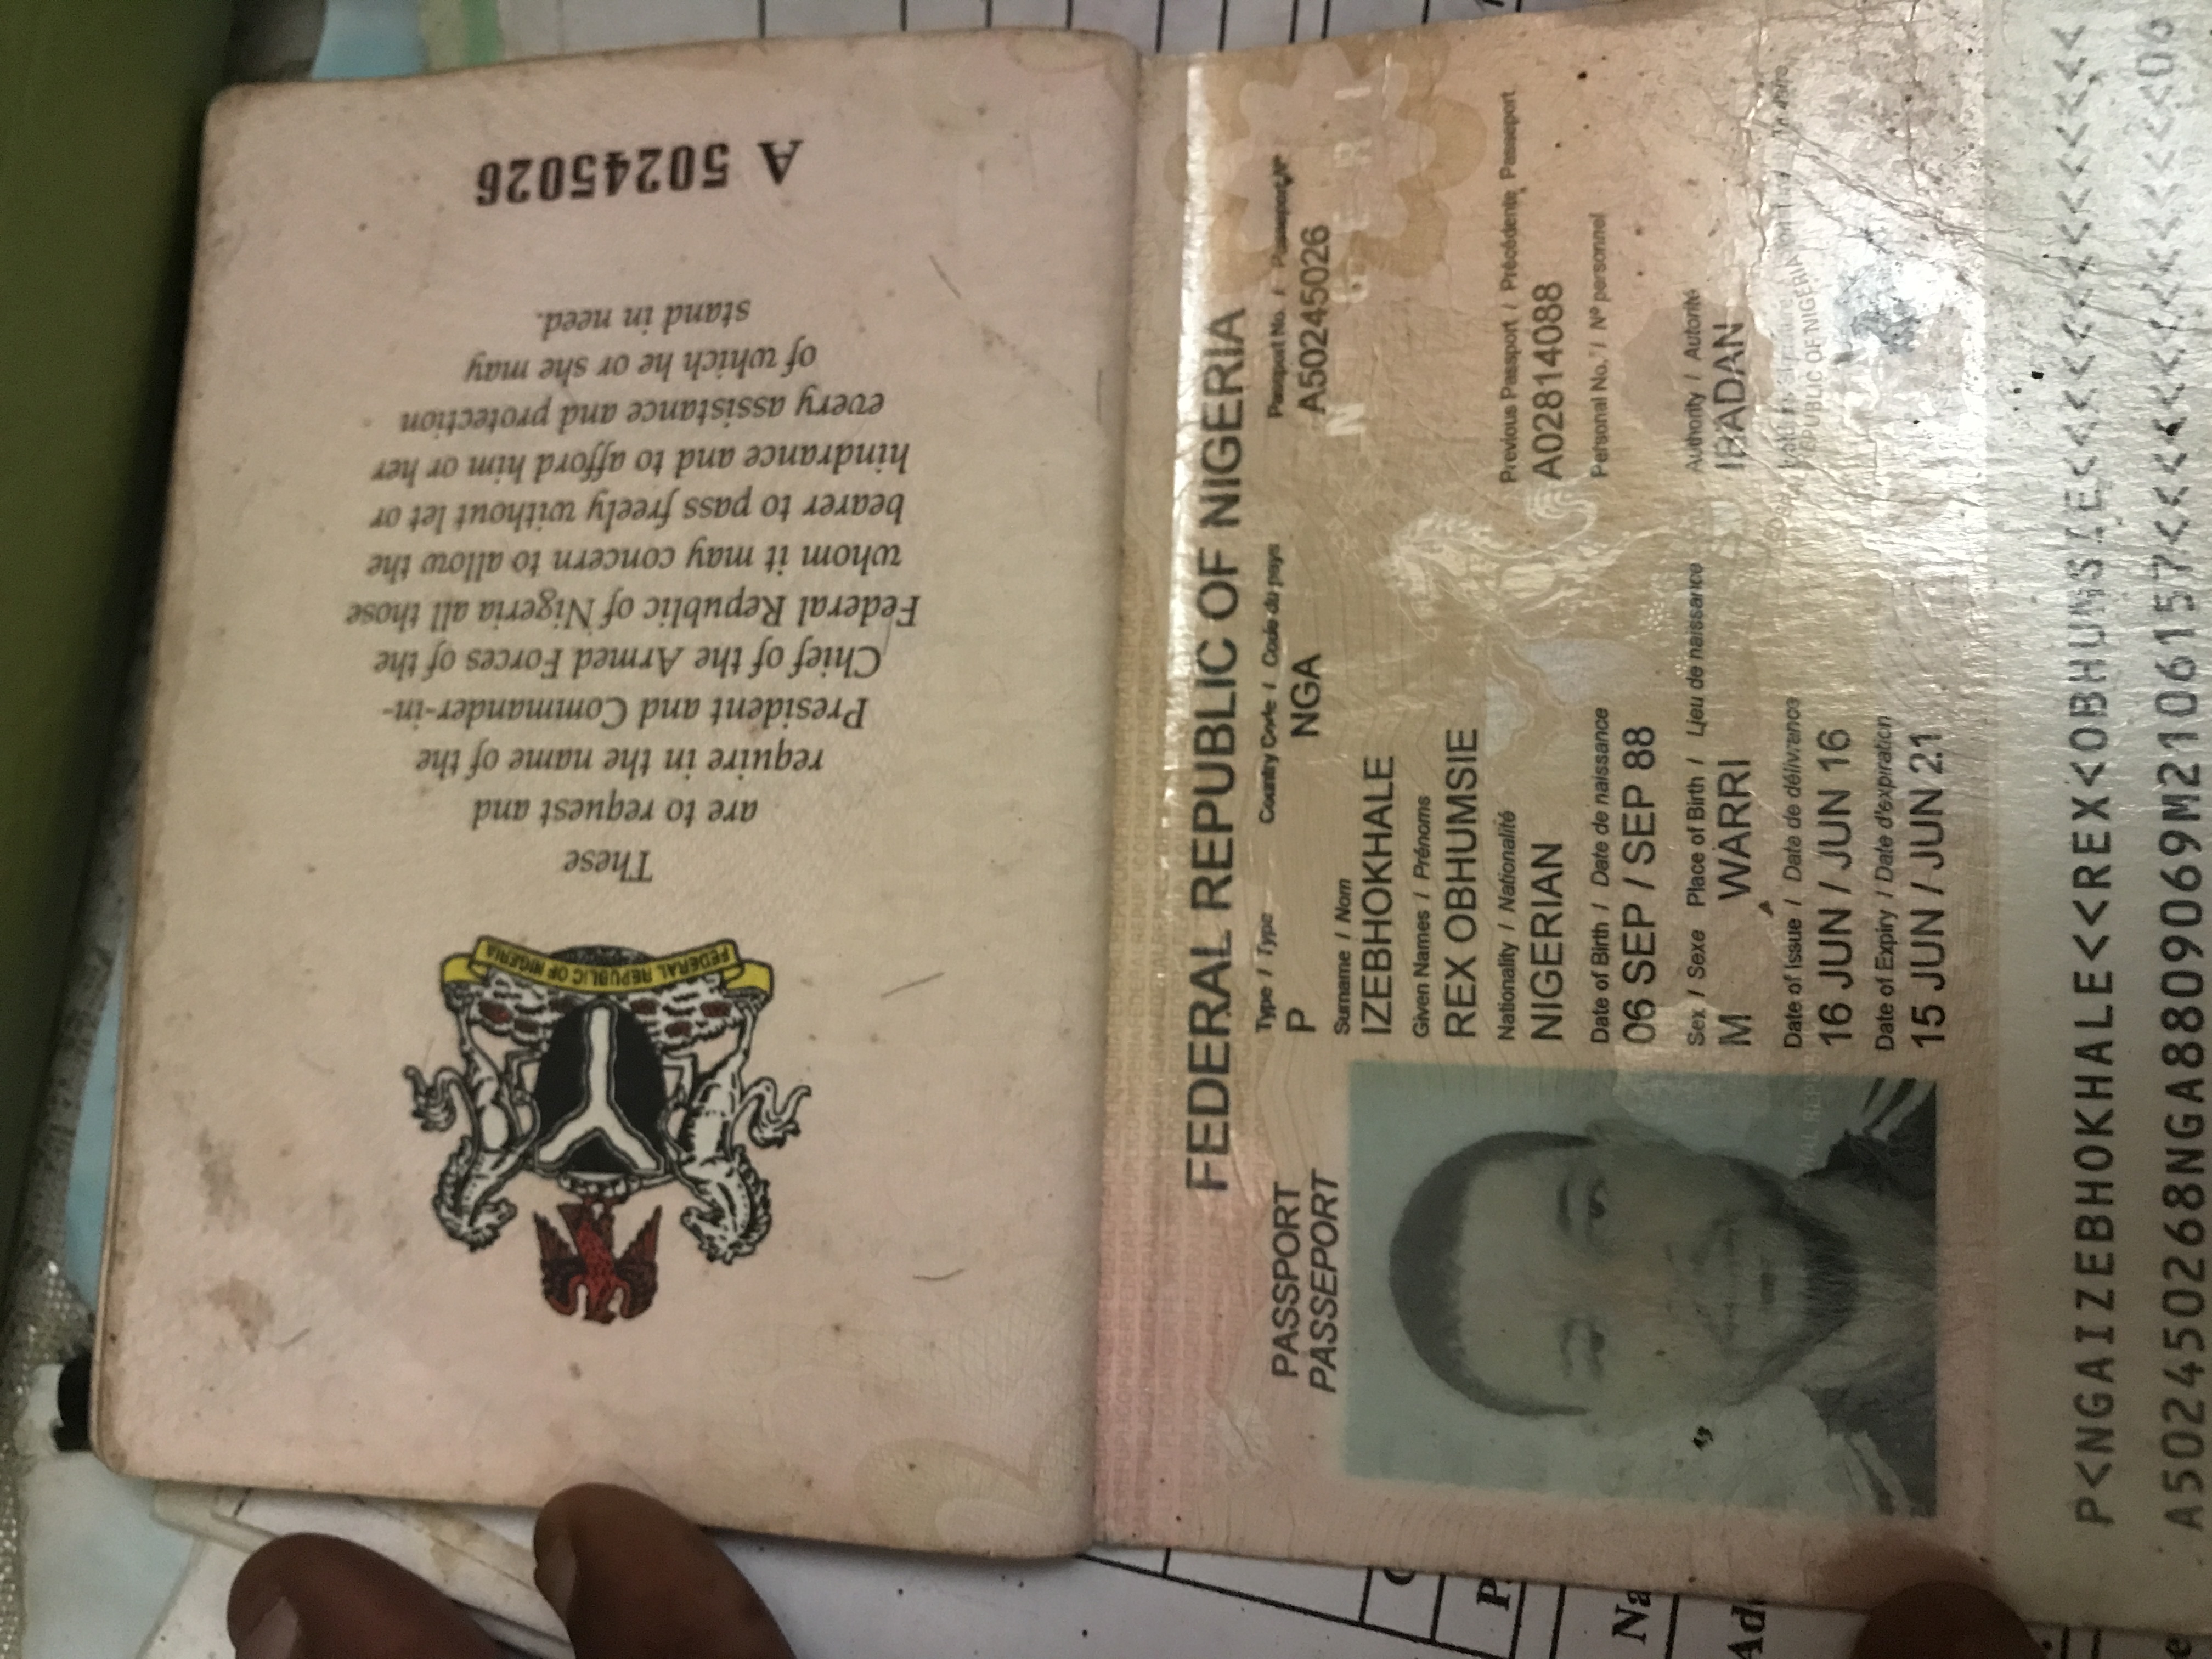 FEDERAL REPUBLIC OF NIGERIA
These
are to request and
require in the name of the
President and Commander-in-
Chief of the Armed Forces of the
Federal Republic of Nigeria all those
whom it may concern to allow the
bearer to pass freely without let or
hindrance and to afford him or her
every assistance and protection
of which he or she may
stand in need.
A 50245026
FEDERAL REPUBLIC OF NIGERIA
PASSPORT
PASSEPORT
Type / Type
Country Code / Code du pays
Passport No. / Passeport Nº
P
NGA
A50245026
NIGERI
Surname / Nom
IZEBHOKHALE
Given Names / Prénoms
REX OBHUMSIE
Nationality / Nationalité
Previous Passport / Précédente Passeport
NIGERIAN
A02814088
Date of Birth / Date de naissance
Personal No. / Nº personnel
06 SEP / SEP 88
Sex / Sexe
Place of Birth / Lieu de naissance
Authority / Autorité
M
WARRI
IBADAN
Date of Issue / Date de délivrance
REPUBLIC OF NIGERIA
16 JUN / JUN 16
Date of Expiry / Date d'expiration
15 JUN / JUN 21
P<NGAIZEBHOKHALE<<REX<OBHUMSIE<<<<<<<<<<<<<<
A502450268NGA8809069M2106157<<<<<<<<<<<<<<06